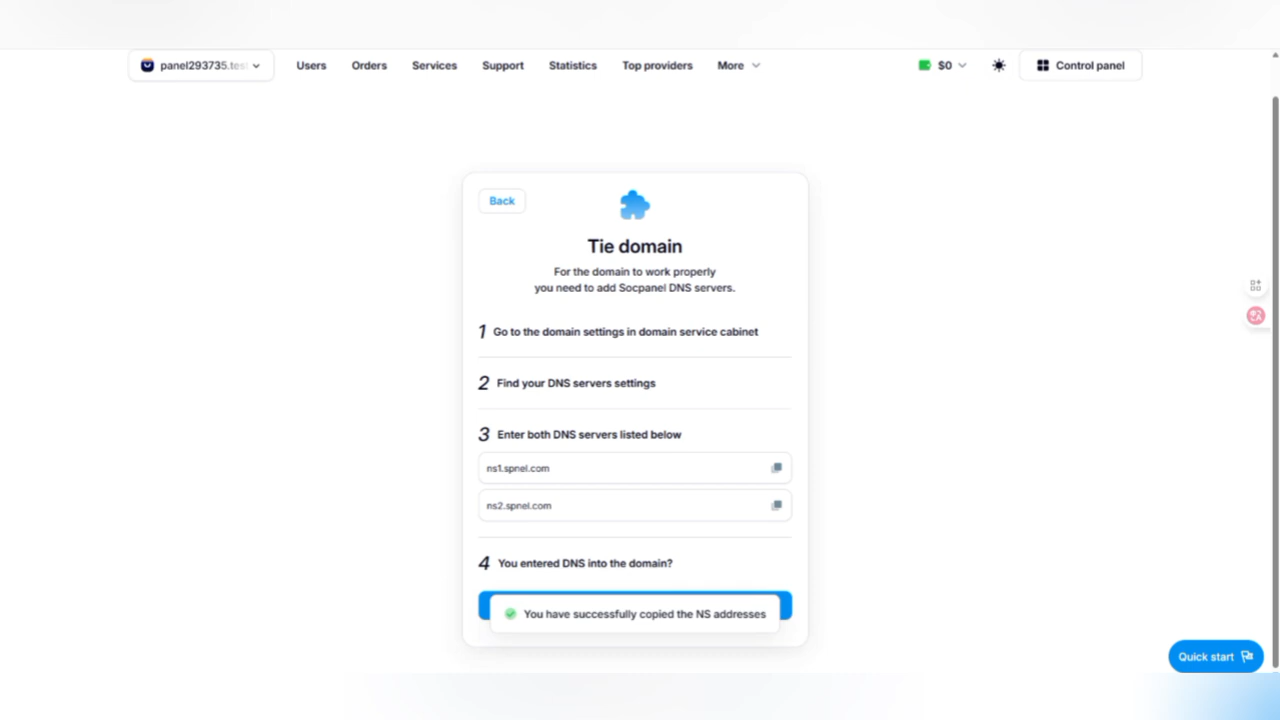 panel293735.tes
Users
Orders
Services
Support
Statistics
Top providers
More
$0
Control panel
Back
Tie domain
For the domain to work properly
you need to add Socpanel DNS servers.
1 Go to the domain settings in domain service cabinet
2 Find your DNS servers settings
3 Enter both DNS servers listed below
ns1.spnel.com
ns2.spnel.com
4 You entered DNS into the domain?
You have successfully copied the NS addresses
Quick start